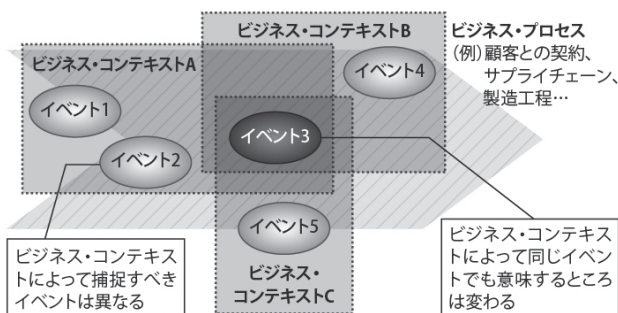 ビジネス・コンテキストB
ビジネス・プロセス
(例)顧客との契約、
サプライチェーン、
製造工程…
ビジネス・コンテキストA
イベント4
イベント1
イベント3
イベント2
イベント5
ビジネス・
コンテキストC
ビジネス・コンテキス
トによって捕捉すべき
イベントは異なる
ビジネス・コンテキス
トによって同じイベン
トでも意味するところ
は変わる